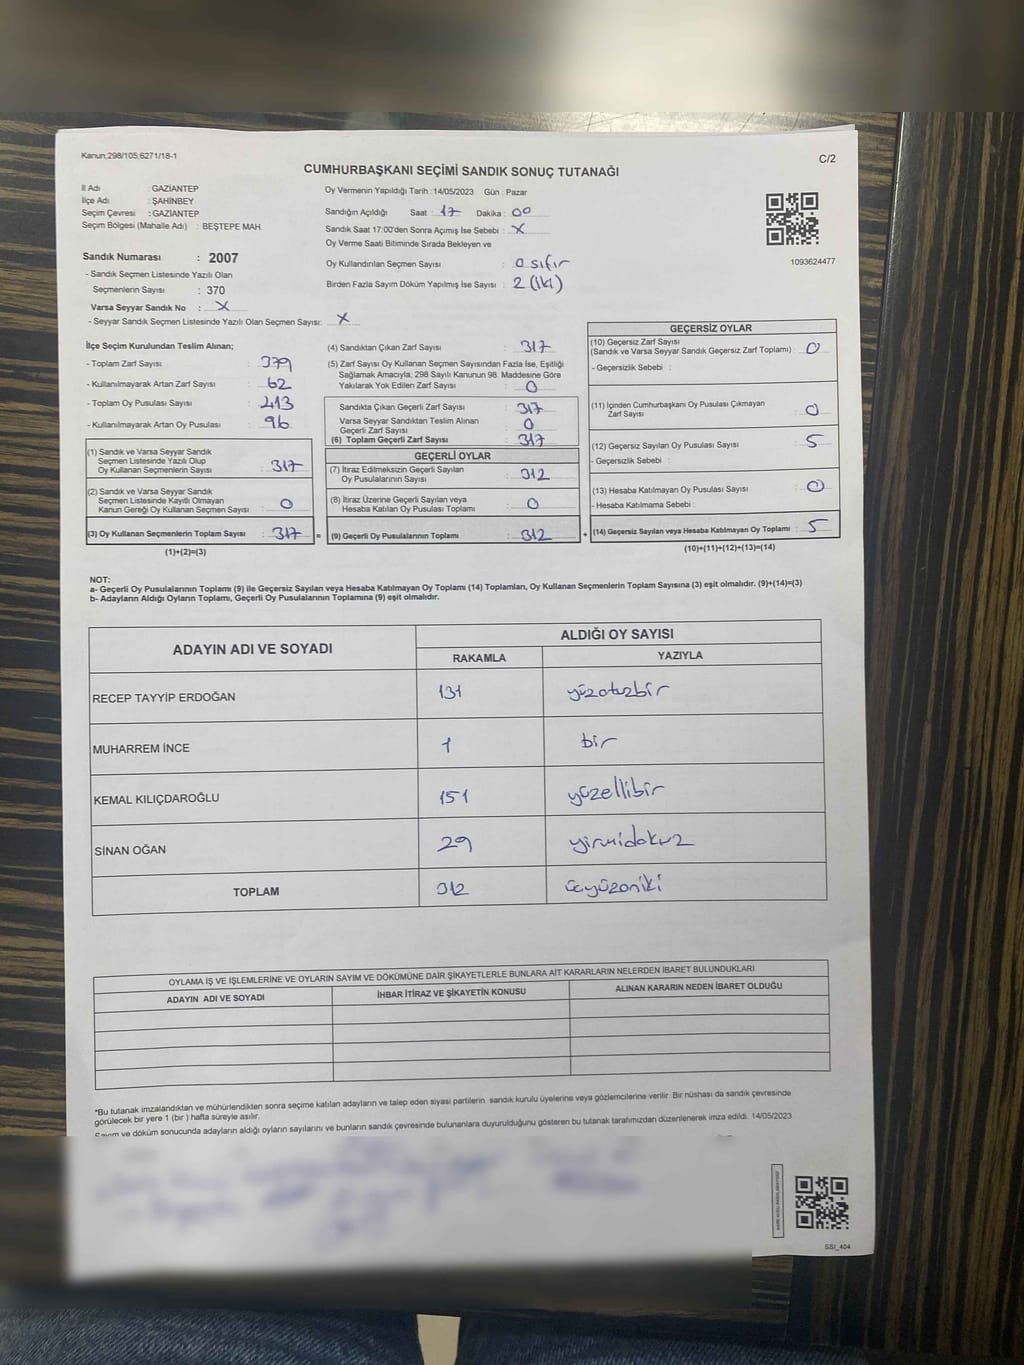 Kanun;298/105;6271/18-1
C/2
CUMHURBAŞKANI SEÇİMİ SANDIK SONUÇ TUTANAĞI
İl Adı : GAZİANTEP
İlçe Adı : ŞAHİNBEY
Seçim Çevresi : GAZİANTEP
Seçim Bölgesi (Mahalle Adı) : BEŞTEPE MAH.
Sandık Numarası : 2007
- Sandık Seçmen Listesinde Yazılı Olan
Seçmenlerin Sayısı : 370
Varsa Seyyar Sandık No : X
- Seyyar Sandık Seçmen Listesinde Yazılı Olan Seçmen Sayısı: X
Oy Vermenin Yapıldığı Tarih : 14/05/2023 Gün : Pazar
Sandığın Açıldığı Saat : 17 Dakika : 00
Sandık Saat 17:00'den Sonra Açımış İse Sebebi : X
Oy Verme Saati Bitiminde Sırada Bekleyen ve
Oy Kullandırılan Seçmen Sayısı : 0 sıfır
Birden Fazla Sayım Döküm Yapılmış İse Sayısı : 2 (iki)
1093624477
İlçe Seçim Kurulundan Teslim Alınan;
- Toplam Zarf Sayısı : 379
- Kullanılmayarak Artan Zarf Sayısı : 62
- Toplam Oy Pusulası Sayısı : 413
- Kullanılmayarak Artan Oy Pusulası : 96
(1) Sandık ve Varsa Seyyar Sandık
Seçmen Listesinde Yazılı Olup
Oy Kullanan Seçmenlerin Sayısı : 317
(2) Sandık ve Varsa Seyyar Sandık
Seçmen Listesinde Kayıtlı Olmayan
Kanun Gereği Oy Kullanan Seçmen Sayısı : 0
(3) Oy Kullanan Seçmenlerin Toplam Sayısı : 317 =
(1)+(2)=(3)
(4) Sandıktan Çıkan Zarf Sayısı : 317
(5) Zarf Sayısı Oy Kullanan Seçmen Sayısından Fazla İse, Eşitliği
Sağlamak Amacıyla, 298 Sayılı Kanunun 98. Maddesine Göre
Yakılarak Yok Edilen Zarf Sayısı : 0
Sandıkta Çıkan Geçerli Zarf Sayısı : 317
Varsa Seyyar Sandıktan Teslim Alınan
Geçerli Zarf Sayısı : 0
(6) Toplam Geçerli Zarf Sayısı : 317
GEÇERLİ OYLAR
(7) İtiraz Edilmeksizin Geçerli Sayılan
Oy Pusulalarının Sayısı : 312
(8) İtiraz Üzerine Geçerli Sayılan veya
Hesaba Katılan Oy Pusulası Toplamı : 0
(9) Geçerli Oy Pusulalarının Toplamı : 312 +
GEÇERSİZ OYLAR
(10) Geçersiz Zarf Sayısı
(Sandık ve Varsa Seyyar Sandık Geçersiz Zarf Toplamı) : 0
- Geçersizlik Sebebi :
(11) İçinden Cumhurbaşkanı Oy Pusulası Çıkmayan
Zarf Sayısı : 0
(12) Geçersiz Sayılan Oy Pusulası Sayısı : 5
- Geçersizlik Sebebi :
(13) Hesaba Katılmayan Oy Pusulası Sayısı : 0
- Hesaba Katılmama Sebebi :
(14) Geçersiz Sayılan veya Hesaba Katılmayan Oy Toplamı : 5
(10)+(11)+(12)+(13)=(14)
NOT:
a- Geçerli Oy Pusulalarının Toplamı (9) ile Geçersiz Sayılan veya Hesaba Katılmayan Oy Toplamı (14) Toplamları, Oy Kullanan Seçmenlerin Toplam Sayısına (3) eşit olmalıdır. (9)+(14)=(3)
b- Adayların Aldığı Oyların Toplamı, Geçerli Oy Pusulalarının Toplamına (9) eşit olmalıdır.
ADAYIN ADI VE SOYADI ALDIĞI OY SAYISI
RAKAMLA YAZIYLA
RECEP TAYYİP ERDOĞAN 131 yüzotuzbir
MUHARREM İNCE 1 bir
KEMAL KILIÇDAROĞLU 151 yüzellibir
SİNAN OĞAN 29 yirmidokuz
TOPLAM 312 üçyüzoniki
OYLAMA İŞ VE İŞLEMLERİNE VE OYLARIN SAYIM VE DÖKÜMÜNE DAİR ŞİKAYETLERLE BUNLARA AİT KARARLARIN NELERDEN İBARET BULUNDUKLARI
ADAYIN ADI VE SOYADI İHBAR İTİRAZ VE ŞİKAYETİN KONUSU ALINAN KARARIN NEDEN İBARET OLDUĞU
*Bu tutanak imzalandıktan ve mühürlendikten sonra seçime katılan adayların ve talep eden siyasi partilerin sandık kurulu üyelerine veya gözlemcilerine verilir. Bir nüshası da sandık çevresinde
görülecek bir yere 1 (bir ) hafta süreyle asılır.
Sayım ve döküm sonucunda adayların aldığı oyların sayılarını ve bunların sandık çevresinde bulunanlara duyurulduğunu gösteren bu tutanak tarafımızdan düzenlenerek imza edildi. 14/05/2023
SSI_404